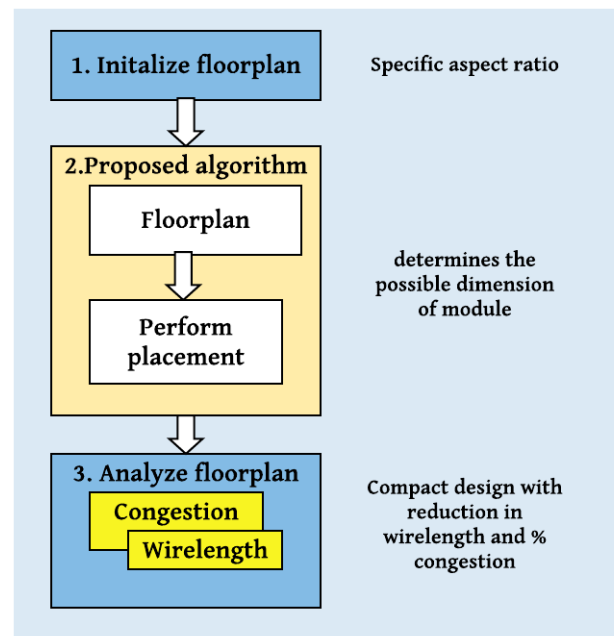 1. Initalize floorplan
Specific aspect ratio
2.Proposed algorithm
Floorplan
Perform
placement
determines the
possible dimension
of module
3. Analyze floorplan
Congestion
Wirelength
Compact design with
reduction in
wirelength and %
congestion